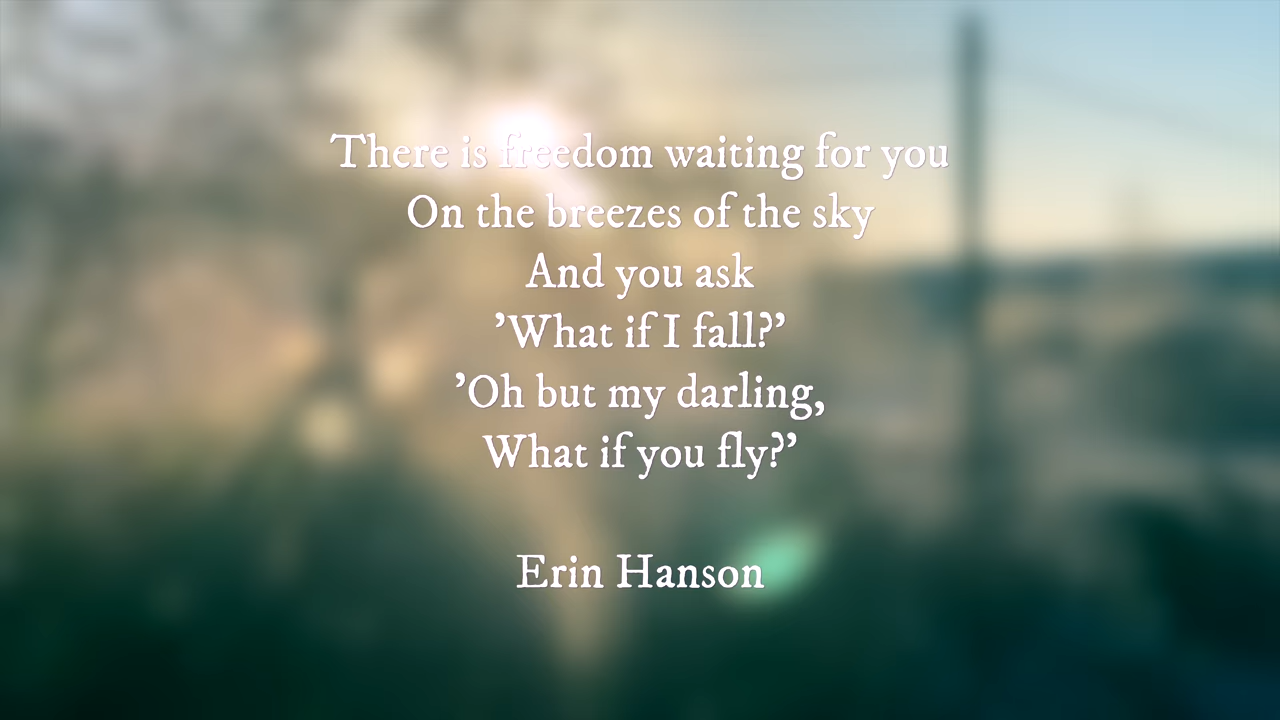 There is freedom waiting for you
On the breezes of the sky
And you ask
’What if I fall?’
’Oh but my darling,
What if you fly?’
Erin Hanson